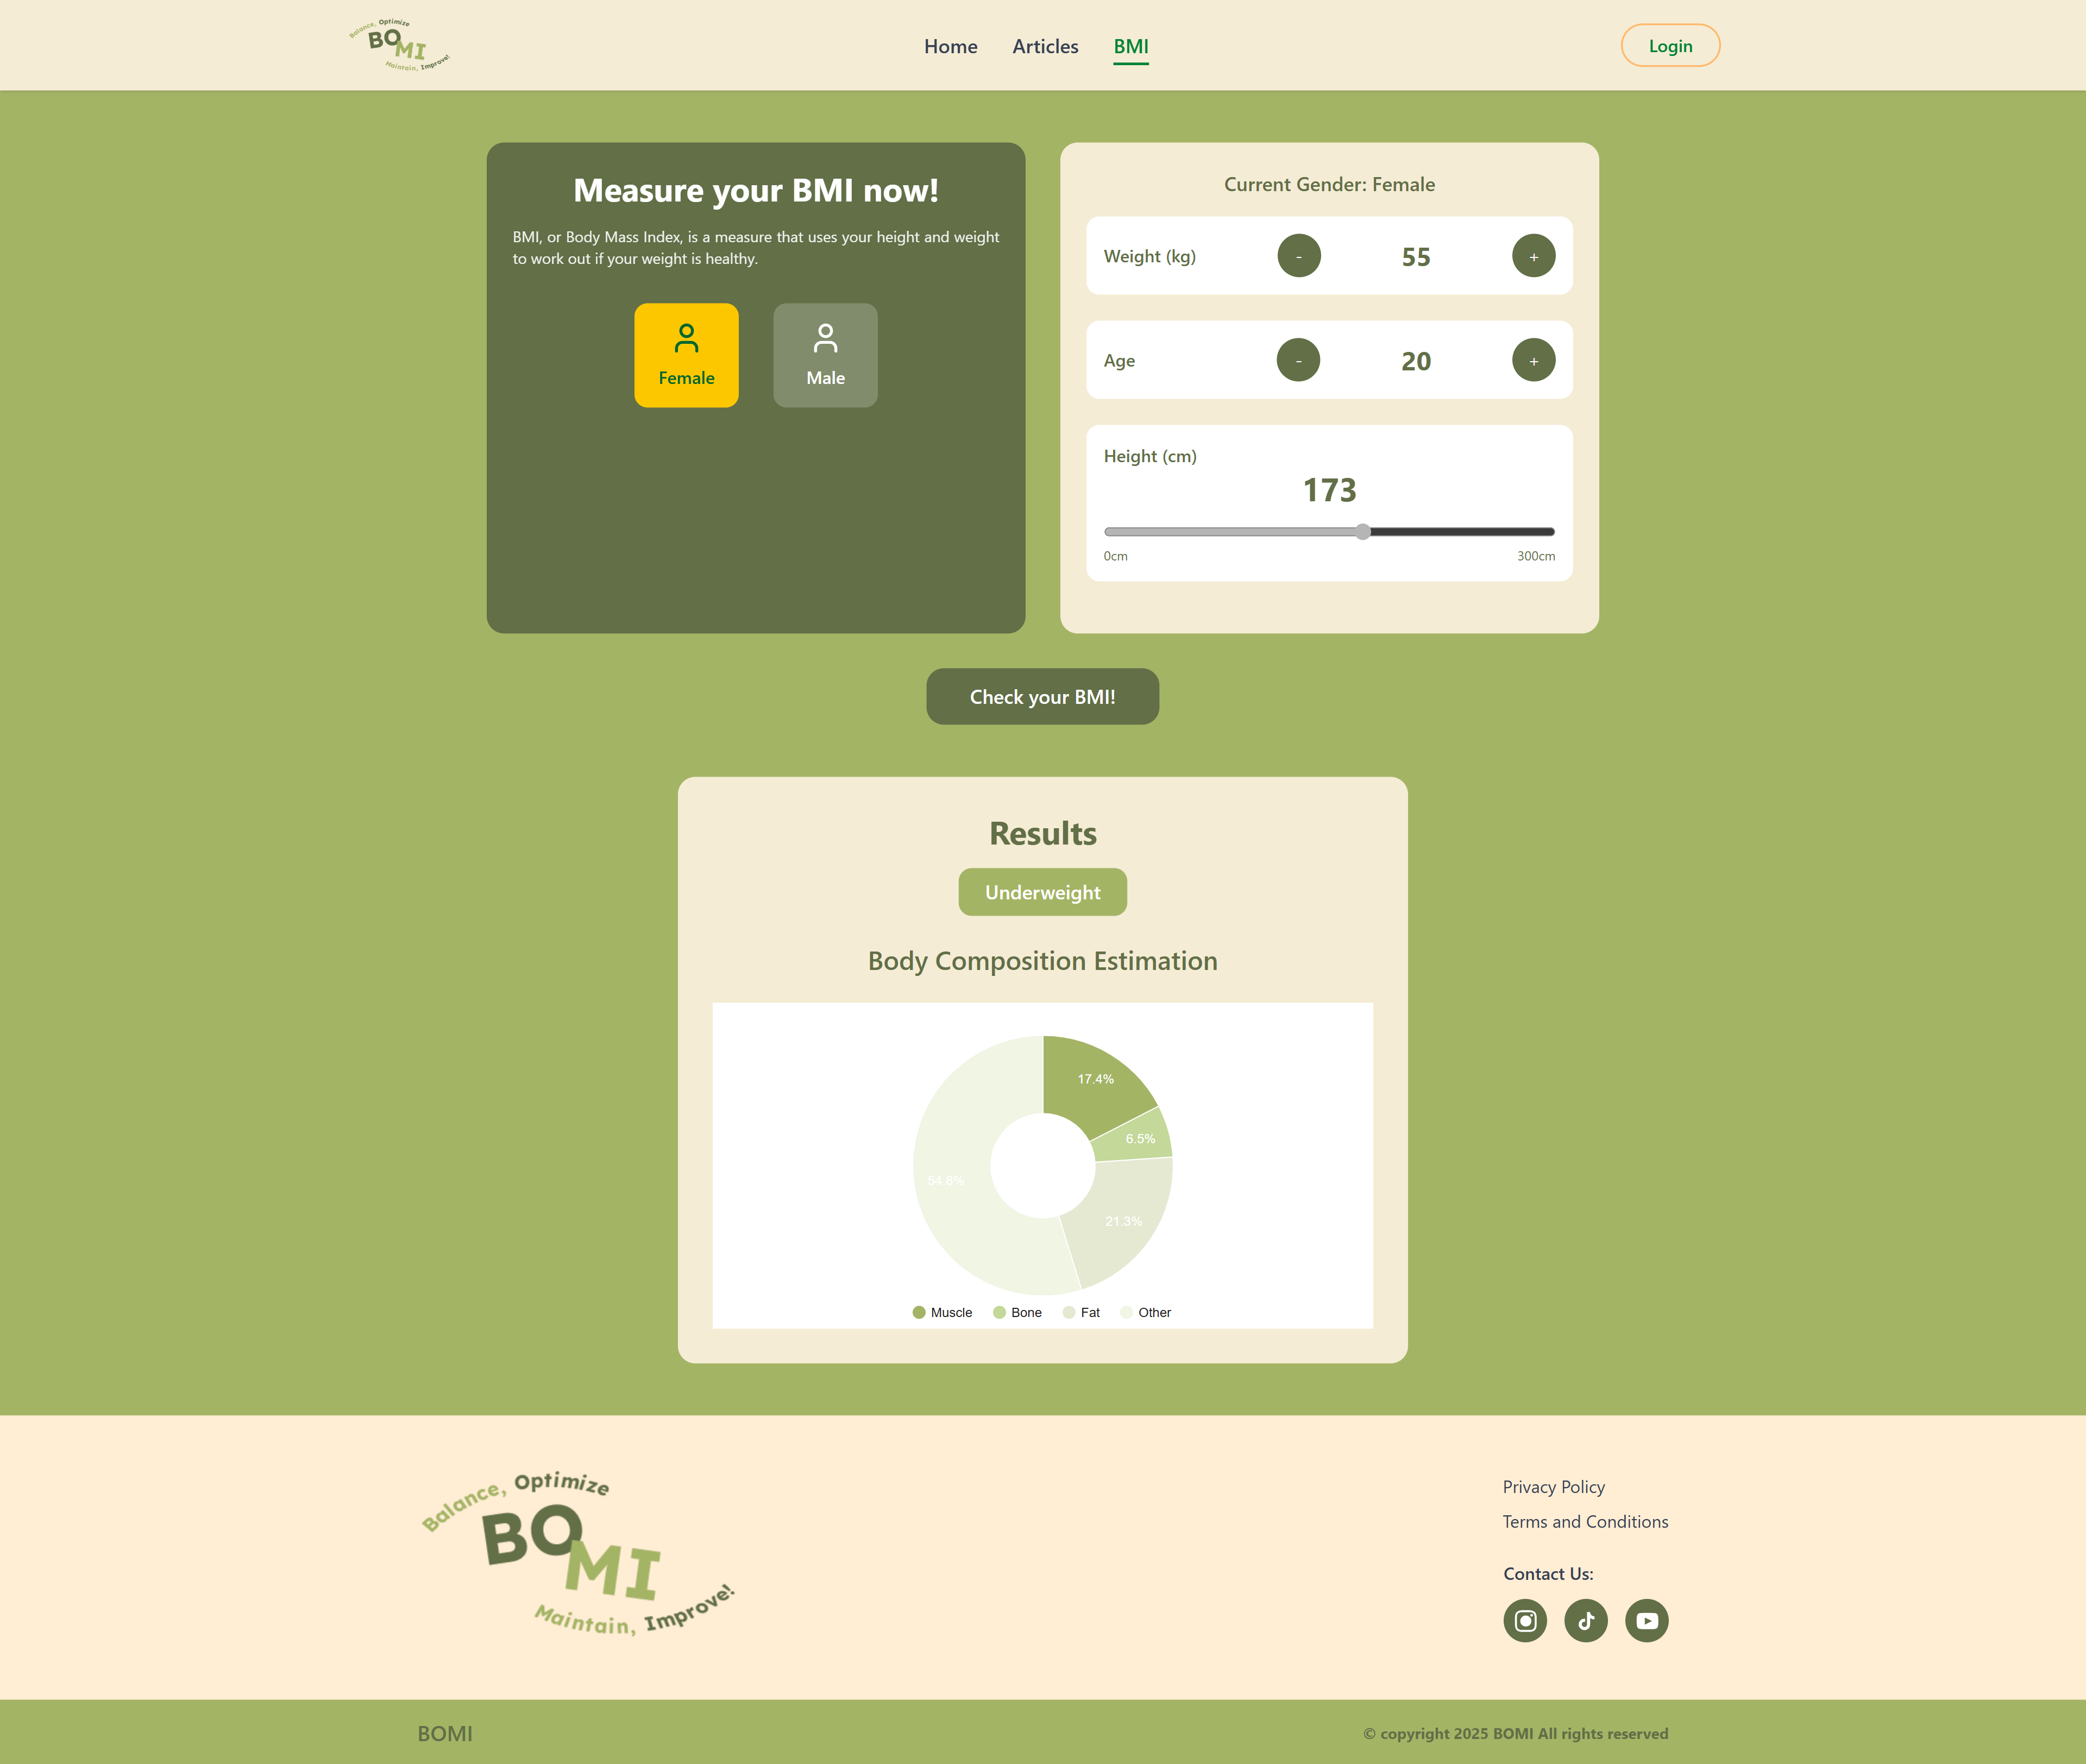 Balance, Optimize
BOMI
Maintain, Improve!
Home
Articles
BMI
Login
Measure your BMI now!
BMI, or Body Mass Index, is a measure that uses your height and weight
to work out if your weight is healthy.
Female
Male
Current Gender: Female
Weight (kg)
-
55
+
Age
-
20
+
Height (cm)
173
0cm
300cm
Check your BMI!
Results
Underweight
Body Composition Estimation
17.4%
6.5%
54.8%
21.3%
Muscle
Bone
Fat
Other
Balance, Optimize
BOMI
Maintain, Improve!
Privacy Policy
Terms and Conditions
Contact Us:
BOMI
© copyright 2025 BOMI All rights reserved